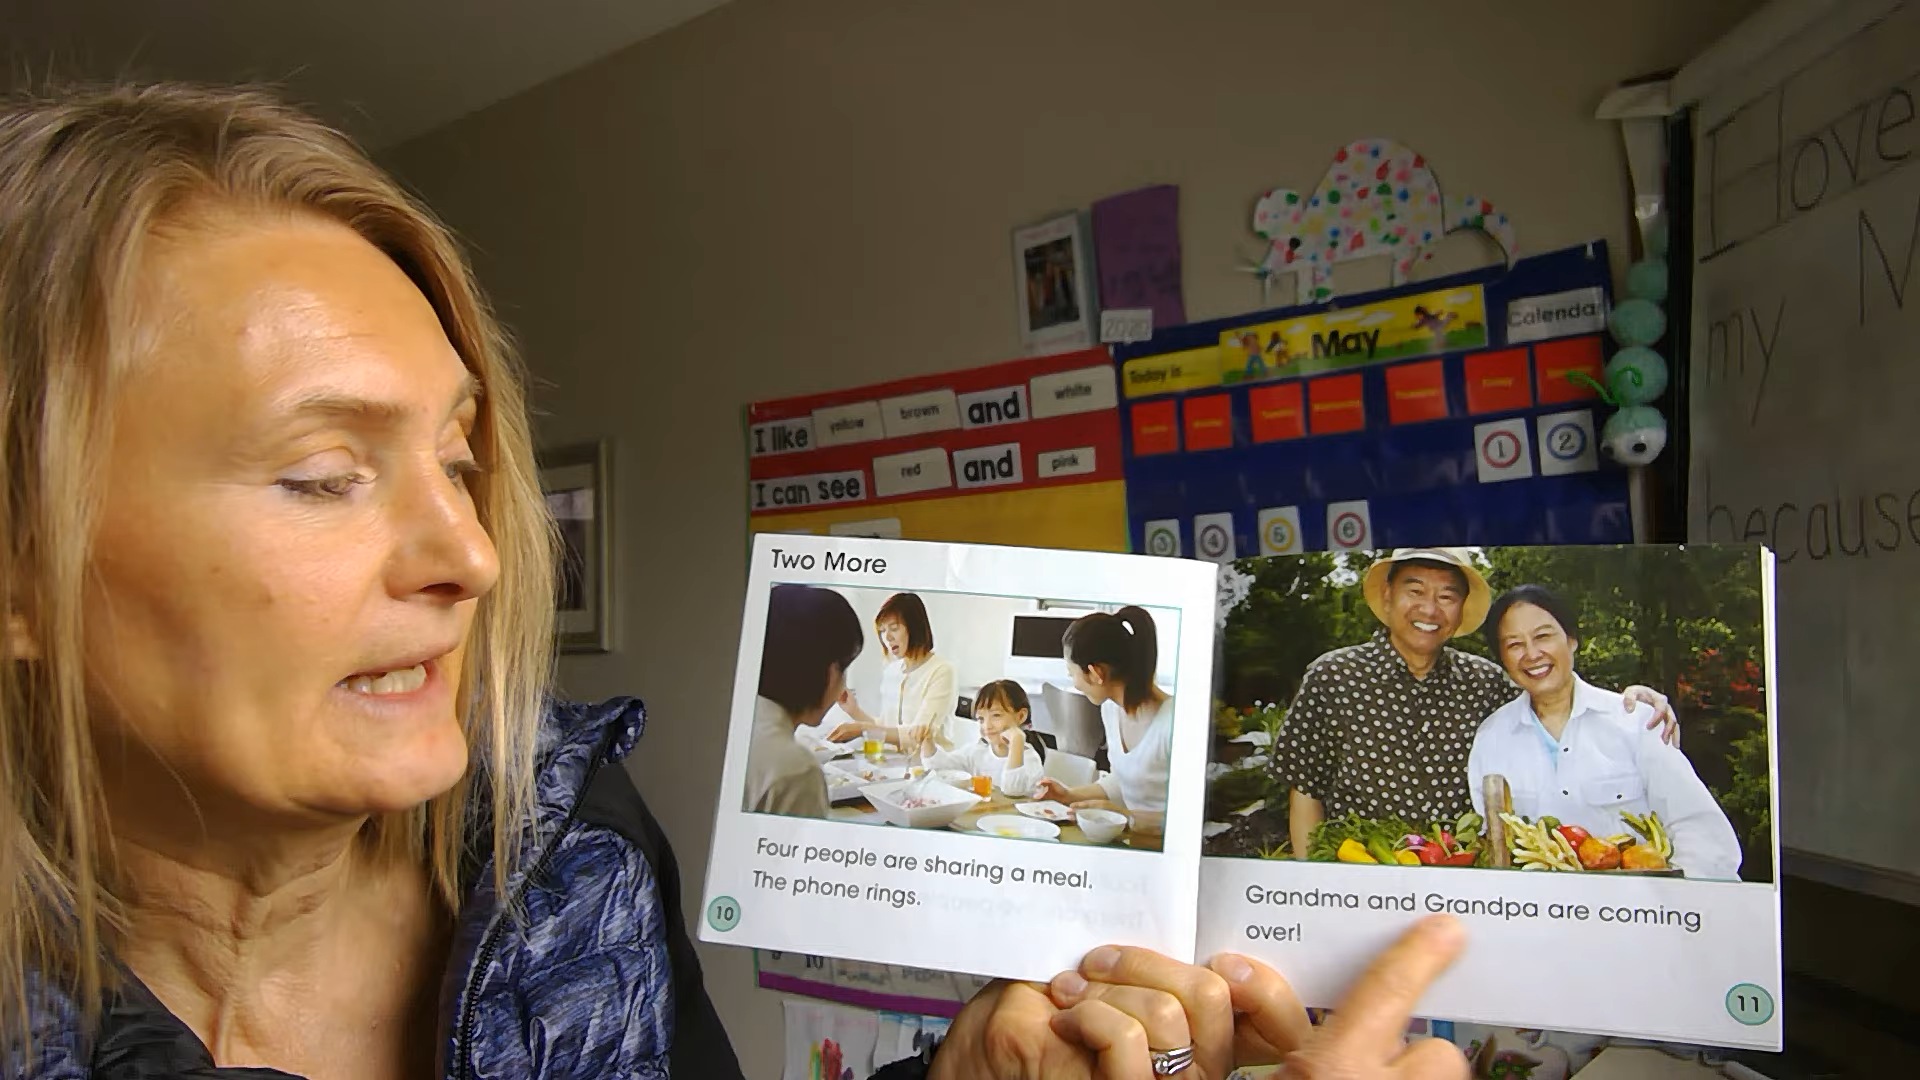 I love
my M
because
2020
May
Calendar
Today is
I like yellow brown and white
I can see red and pink
1 2
3 4 5 6
Two More
Four people are sharing a meal.
The phone rings.
10
Grandma and Grandpa are coming
over!
11
10